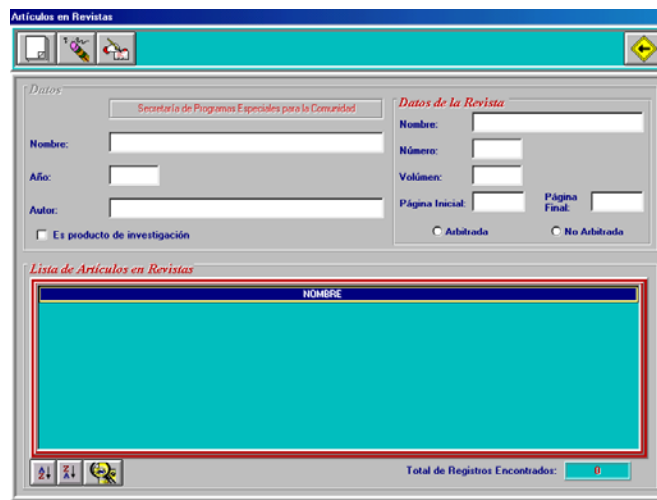 Artículos en Revistas
Datos
Secretaría de Programas Especiales para la Comunidad
Nombre:
Año:
Autor:
Es producto de investigación
Datos de la Revista
Nombre:
Número:
Volúmen:
Página Inicial:
Página Final:
Arbitrada
No Arbitrada
Lista de Artículos en Revistas
NOMBRE
Total de Registros Encontrados:
0